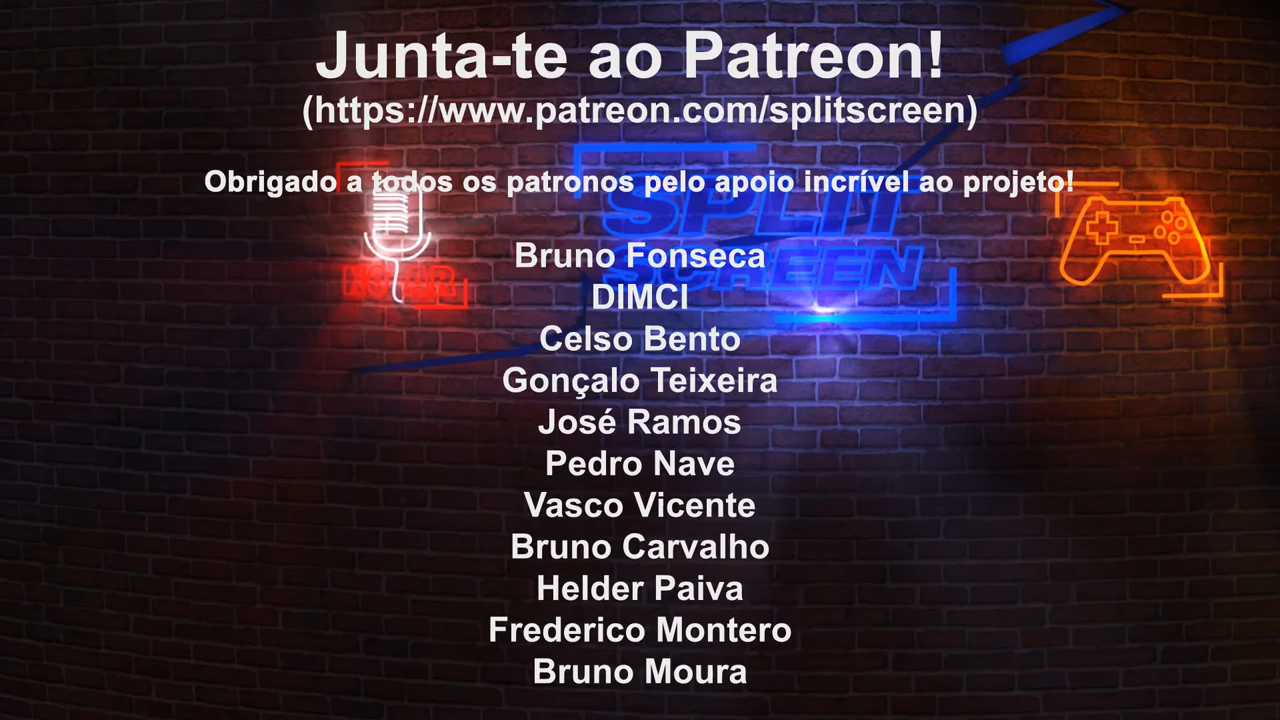 Junta-te ao Patreon!
(https://www.patreon.com/splitscreen)
Obrigado a todos os patronos pelo apoio incrível ao projeto!
SPLIT
SCREEN
Bruno Fonseca
DIMCI
Celso Bento
Gonçalo Teixeira
José Ramos
Pedro Nave
Vasco Vicente
Bruno Carvalho
Helder Paiva
Frederico Montero
Bruno Moura